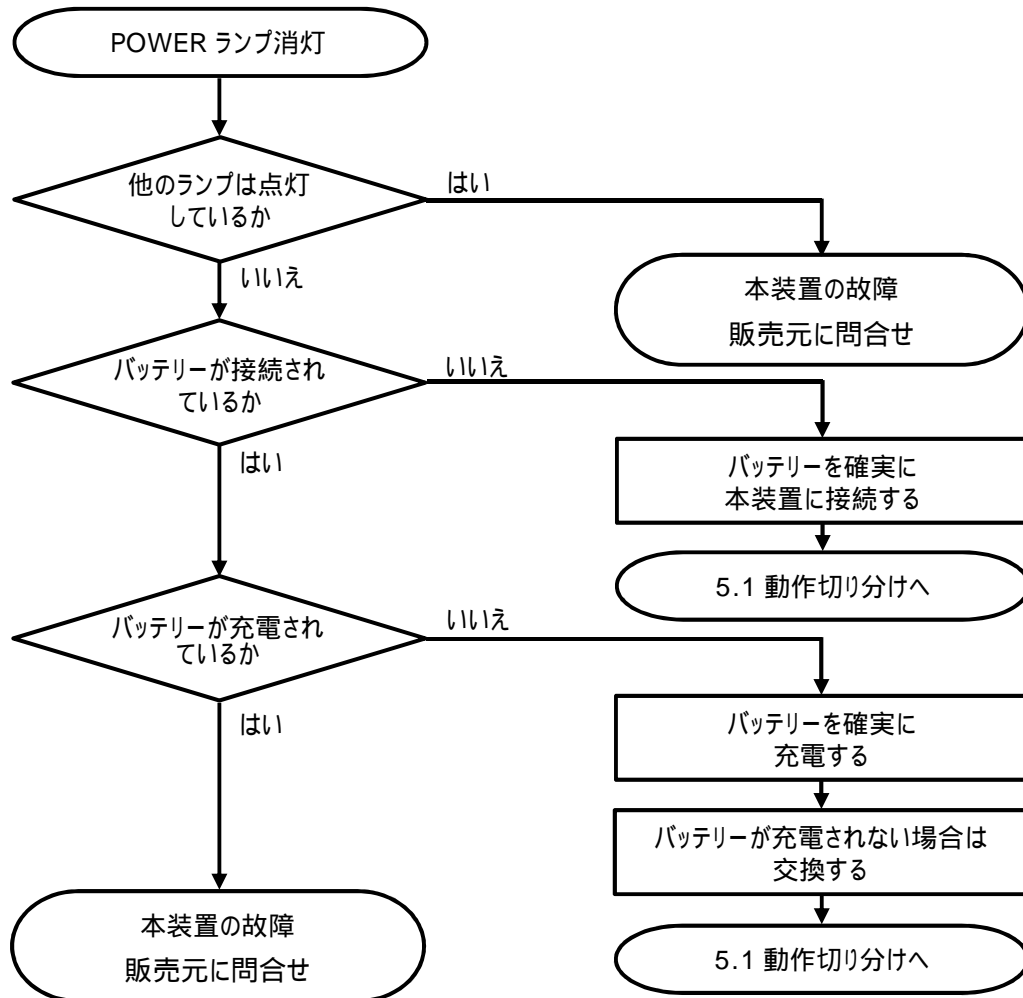 POWER ランプ消灯
他のランプは点灯
しているか
はい
いいえ
本装置の故障
販売元に問合せ
バッテリーが接続され
ているか
いいえ
はい
バッテリーを確実に
本装置に接続する
5.1 動作切り分けへ
バッテリーが充電され
ているか
いいえ
はい
バッテリーを確実に
充電する
バッテリーが充電されない場合は
交換する
本装置の故障
販売元に問合せ
5.1 動作切り分けへ